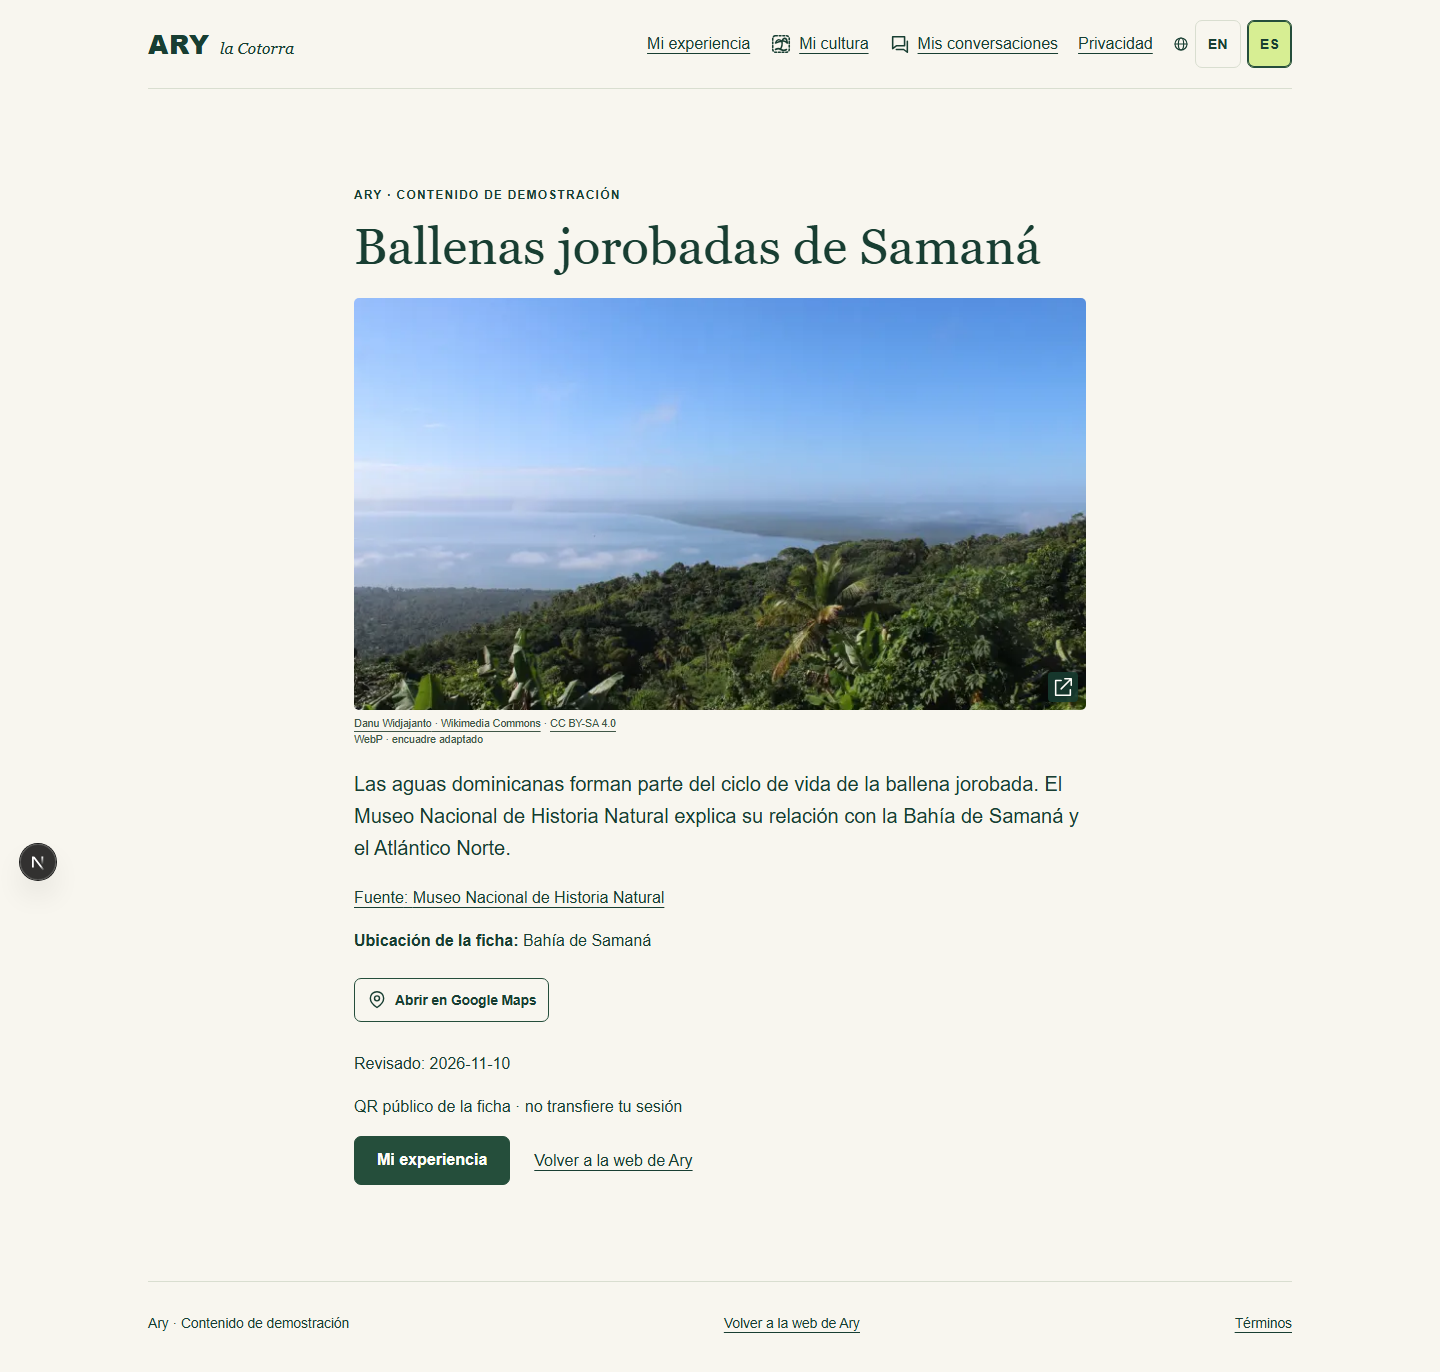 ARY la Cotorra
Mi experiencia
Mi cultura
Mis conversaciones
Privacidad
EN
ES
ARY · CONTENIDO DE DEMOSTRACIÓN
Ballenas jorobadas de Samaná
Danu Widjajanto · Wikimedia Commons · CC BY-SA 4.0
WebP · encuadre adaptado
Las aguas dominicanas forman parte del ciclo de vida de la ballena jorobada. El
Museo Nacional de Historia Natural explica su relación con la Bahía de Samaná y
el Atlántico Norte.
Fuente: Museo Nacional de Historia Natural
Ubicación de la ficha: Bahía de Samaná
Abrir en Google Maps
Revisado: 2026-11-10
QR público de la ficha · no transfiere tu sesión
Mi experiencia
Volver a la web de Ary
Ary · Contenido de demostración
Volver a la web de Ary
Términos
N